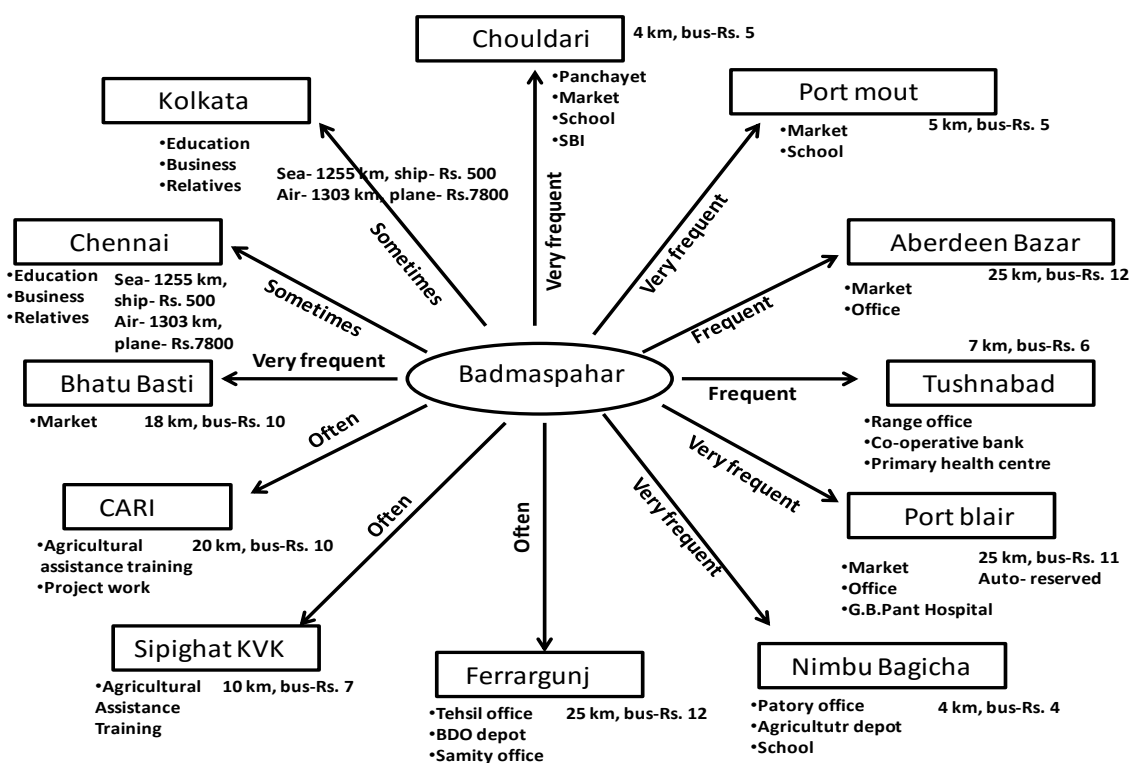 Chouldari
4 km, bus-Rs. 5
•Panchayet
•Market
•School
•SBI
Very frequent
Kolkata
•Education
•Business
•Relatives
Sea- 1255 km, ship- Rs. 500
Air- 1303 km, plane- Rs.7800
Sometimes
Port mout
5 km, bus-Rs. 5
•Market
•School
Very frequent
Chennai
•Education
•Business
•Relatives
Sea- 1255 km,
ship- Rs. 500
Air- 1303 km,
plane- Rs.7800
Sometimes
Aberdeen Bazar
25 km, bus-Rs. 12
•Market
•Office
Frequent
Badmaspahar
Very frequent
Bhatu Basti
•Market
18 km, bus-Rs. 10
Frequent
7 km, bus-Rs. 6
Tushnabad
•Range office
•Co-operative bank
•Primary health centre
Often
CARI
•Agricultural
assistance training
•Project work
20 km, bus-Rs. 10
Very frequent
Port blair
•Market
•Office
•G.B.Pant Hospital
25 km, bus-Rs. 11
Auto- reserved
Often
Sipighat KVK
•Agricultural
Assistance
Training
10 km, bus-Rs. 7
Often
Ferrargunj
•Tehsil office
•BDO depot
•Samity office
25 km, bus-Rs. 12
Very frequent
Nimbu Bagicha
•Patory office
•Agricultutr depot
•School
4 km, bus-Rs. 4